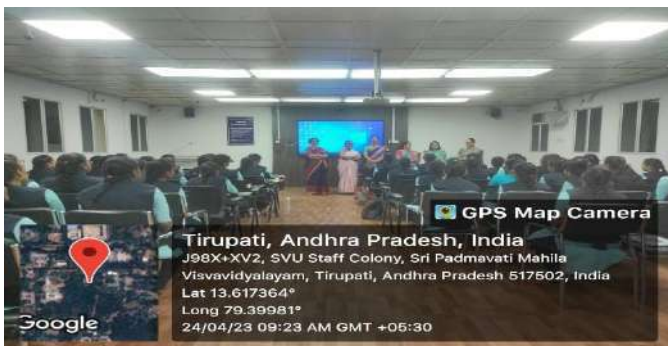 GPS Map Camera
Tirupati, Andhra Pradesh, India
J98X+XV2, SVU Staff Colony, Sri Padmavati Mahila
Visvavidyalayam, Tirupati, Andhra Pradesh 517502, India
Lat 13.617364°
Long 79.39981°
24/04/23 09:23 AM GMT +05:30
Google